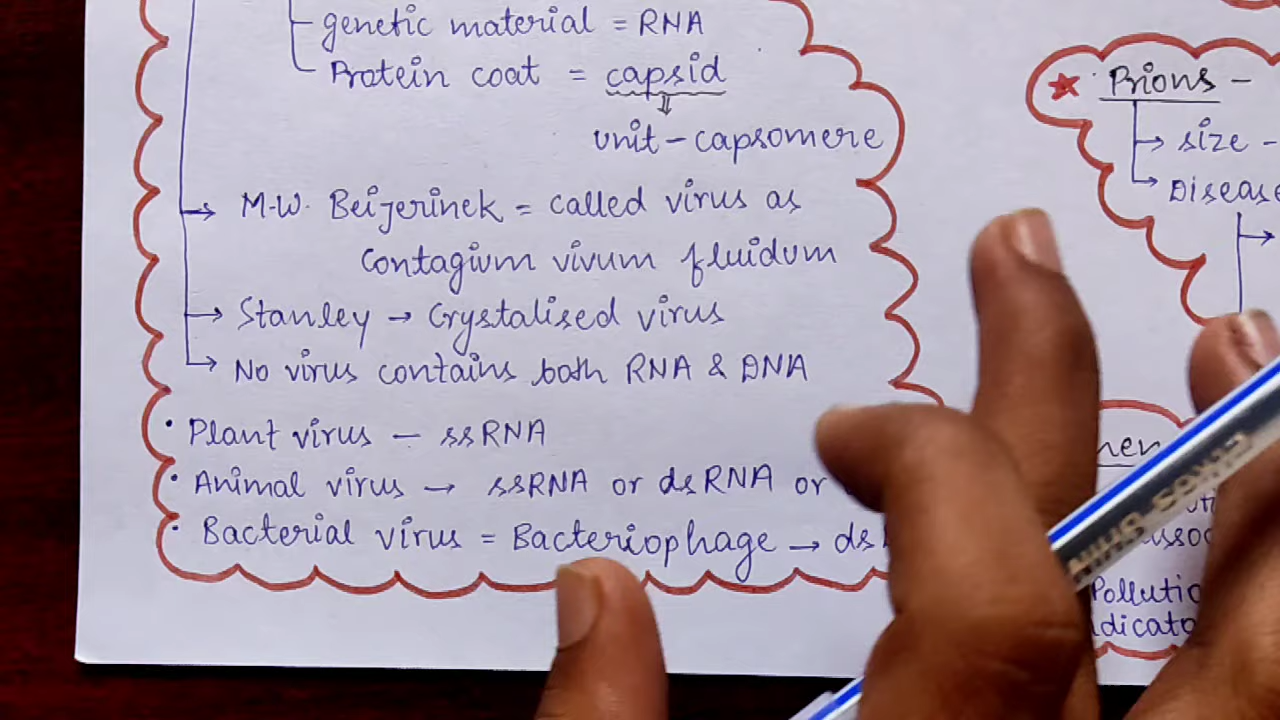 genetic material = RNA
Protein coat = capsid
⇓
unit-capsomere
M.W. Beijerinek = called virus as
Contagium vivum fluidum
Stanley → Crystalised virus
No virus contains both RNA & DNA
• Plant virus – ssRNA
• Animal virus → ssRNA or dsRNA or
• Bacterial virus = Bacteriophage → ds
★ Prions –
→ size –
→ Disease
Pollutio
dicato